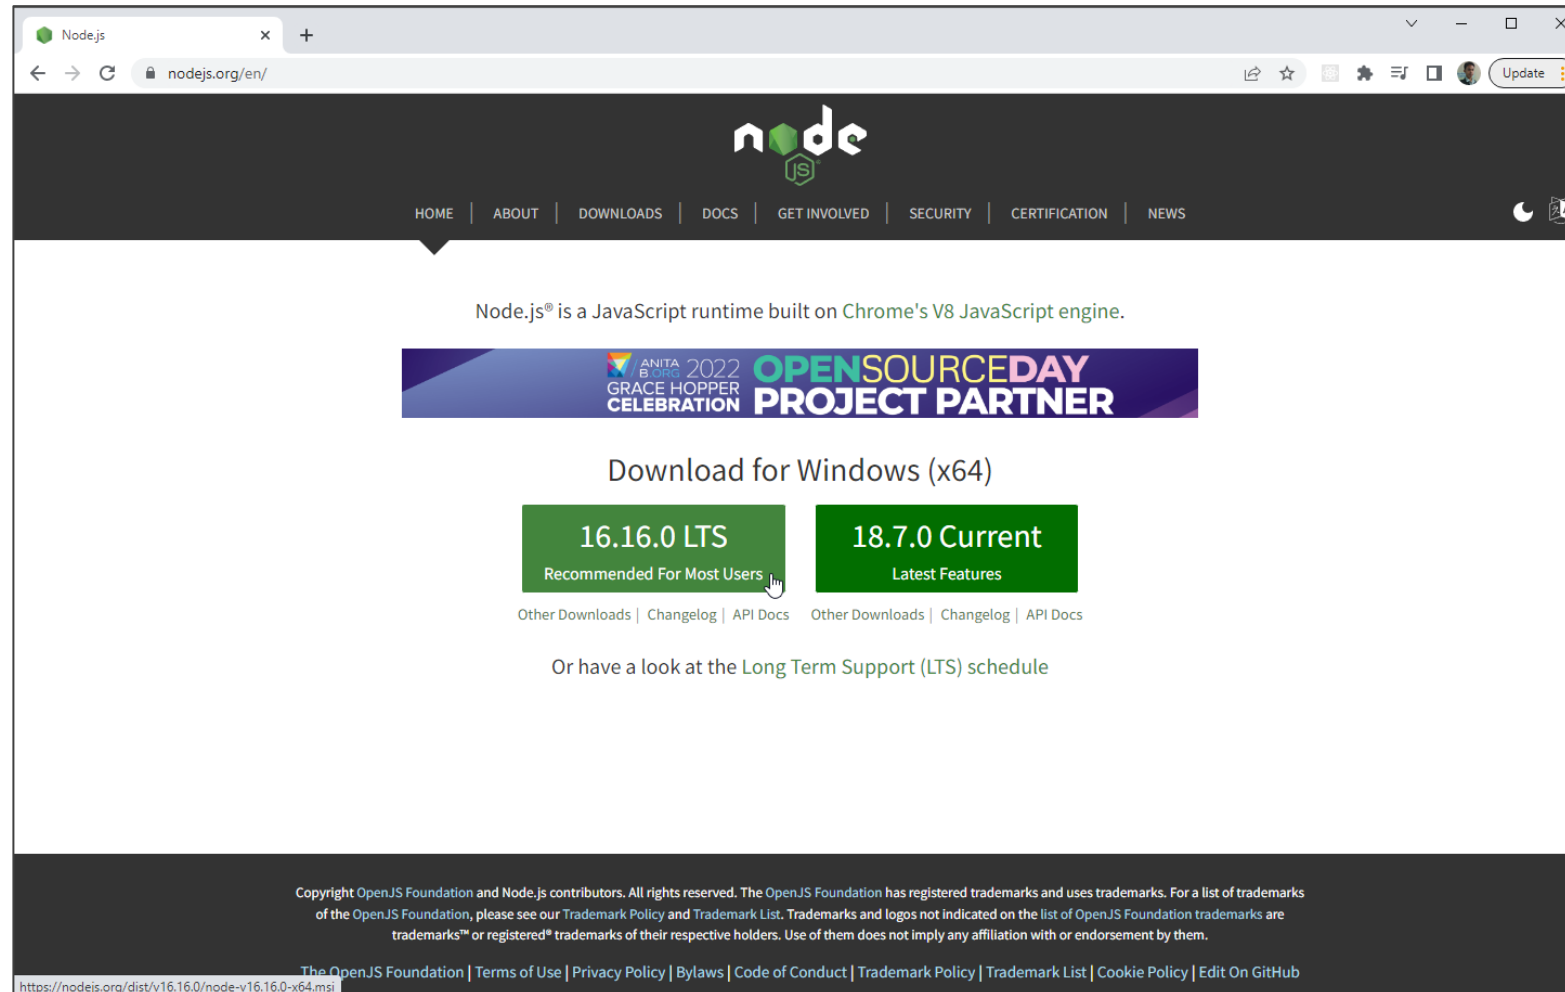 Node.js
nodejs.org/en/
Update
node
JS
HOME | ABOUT | DOWNLOADS | DOCS | GET INVOLVED | SECURITY | CERTIFICATION | NEWS
Node.js® is a JavaScript runtime built on Chrome's V8 JavaScript engine.
ANITA B.ORG 2022
GRACE HOPPER
CELEBRATION
OPENSOURCEDAY
PROJECT PARTNER
Download for Windows (x64)
16.16.0 LTS
Recommended For Most Users
18.7.0 Current
Latest Features
Other Downloads | Changelog | API Docs
Other Downloads | Changelog | API Docs
Or have a look at the Long Term Support (LTS) schedule
Copyright OpenJS Foundation and Node.js contributors. All rights reserved. The OpenJS Foundation has registered trademarks and uses trademarks. For a list of trademarks
of the OpenJS Foundation, please see our Trademark Policy and Trademark List. Trademarks and logos not indicated on the list of OpenJS Foundation trademarks are
trademarks™ or registered® trademarks of their respective holders. Use of them does not imply any affiliation with or endorsement by them.
The OpenJS Foundation | Terms of Use | Privacy Policy | Bylaws | Code of Conduct | Trademark Policy | Trademark List | Cookie Policy | Edit On GitHub
https://nodejs.org/dist/v16.16.0/node-v16.16.0-x64.msi